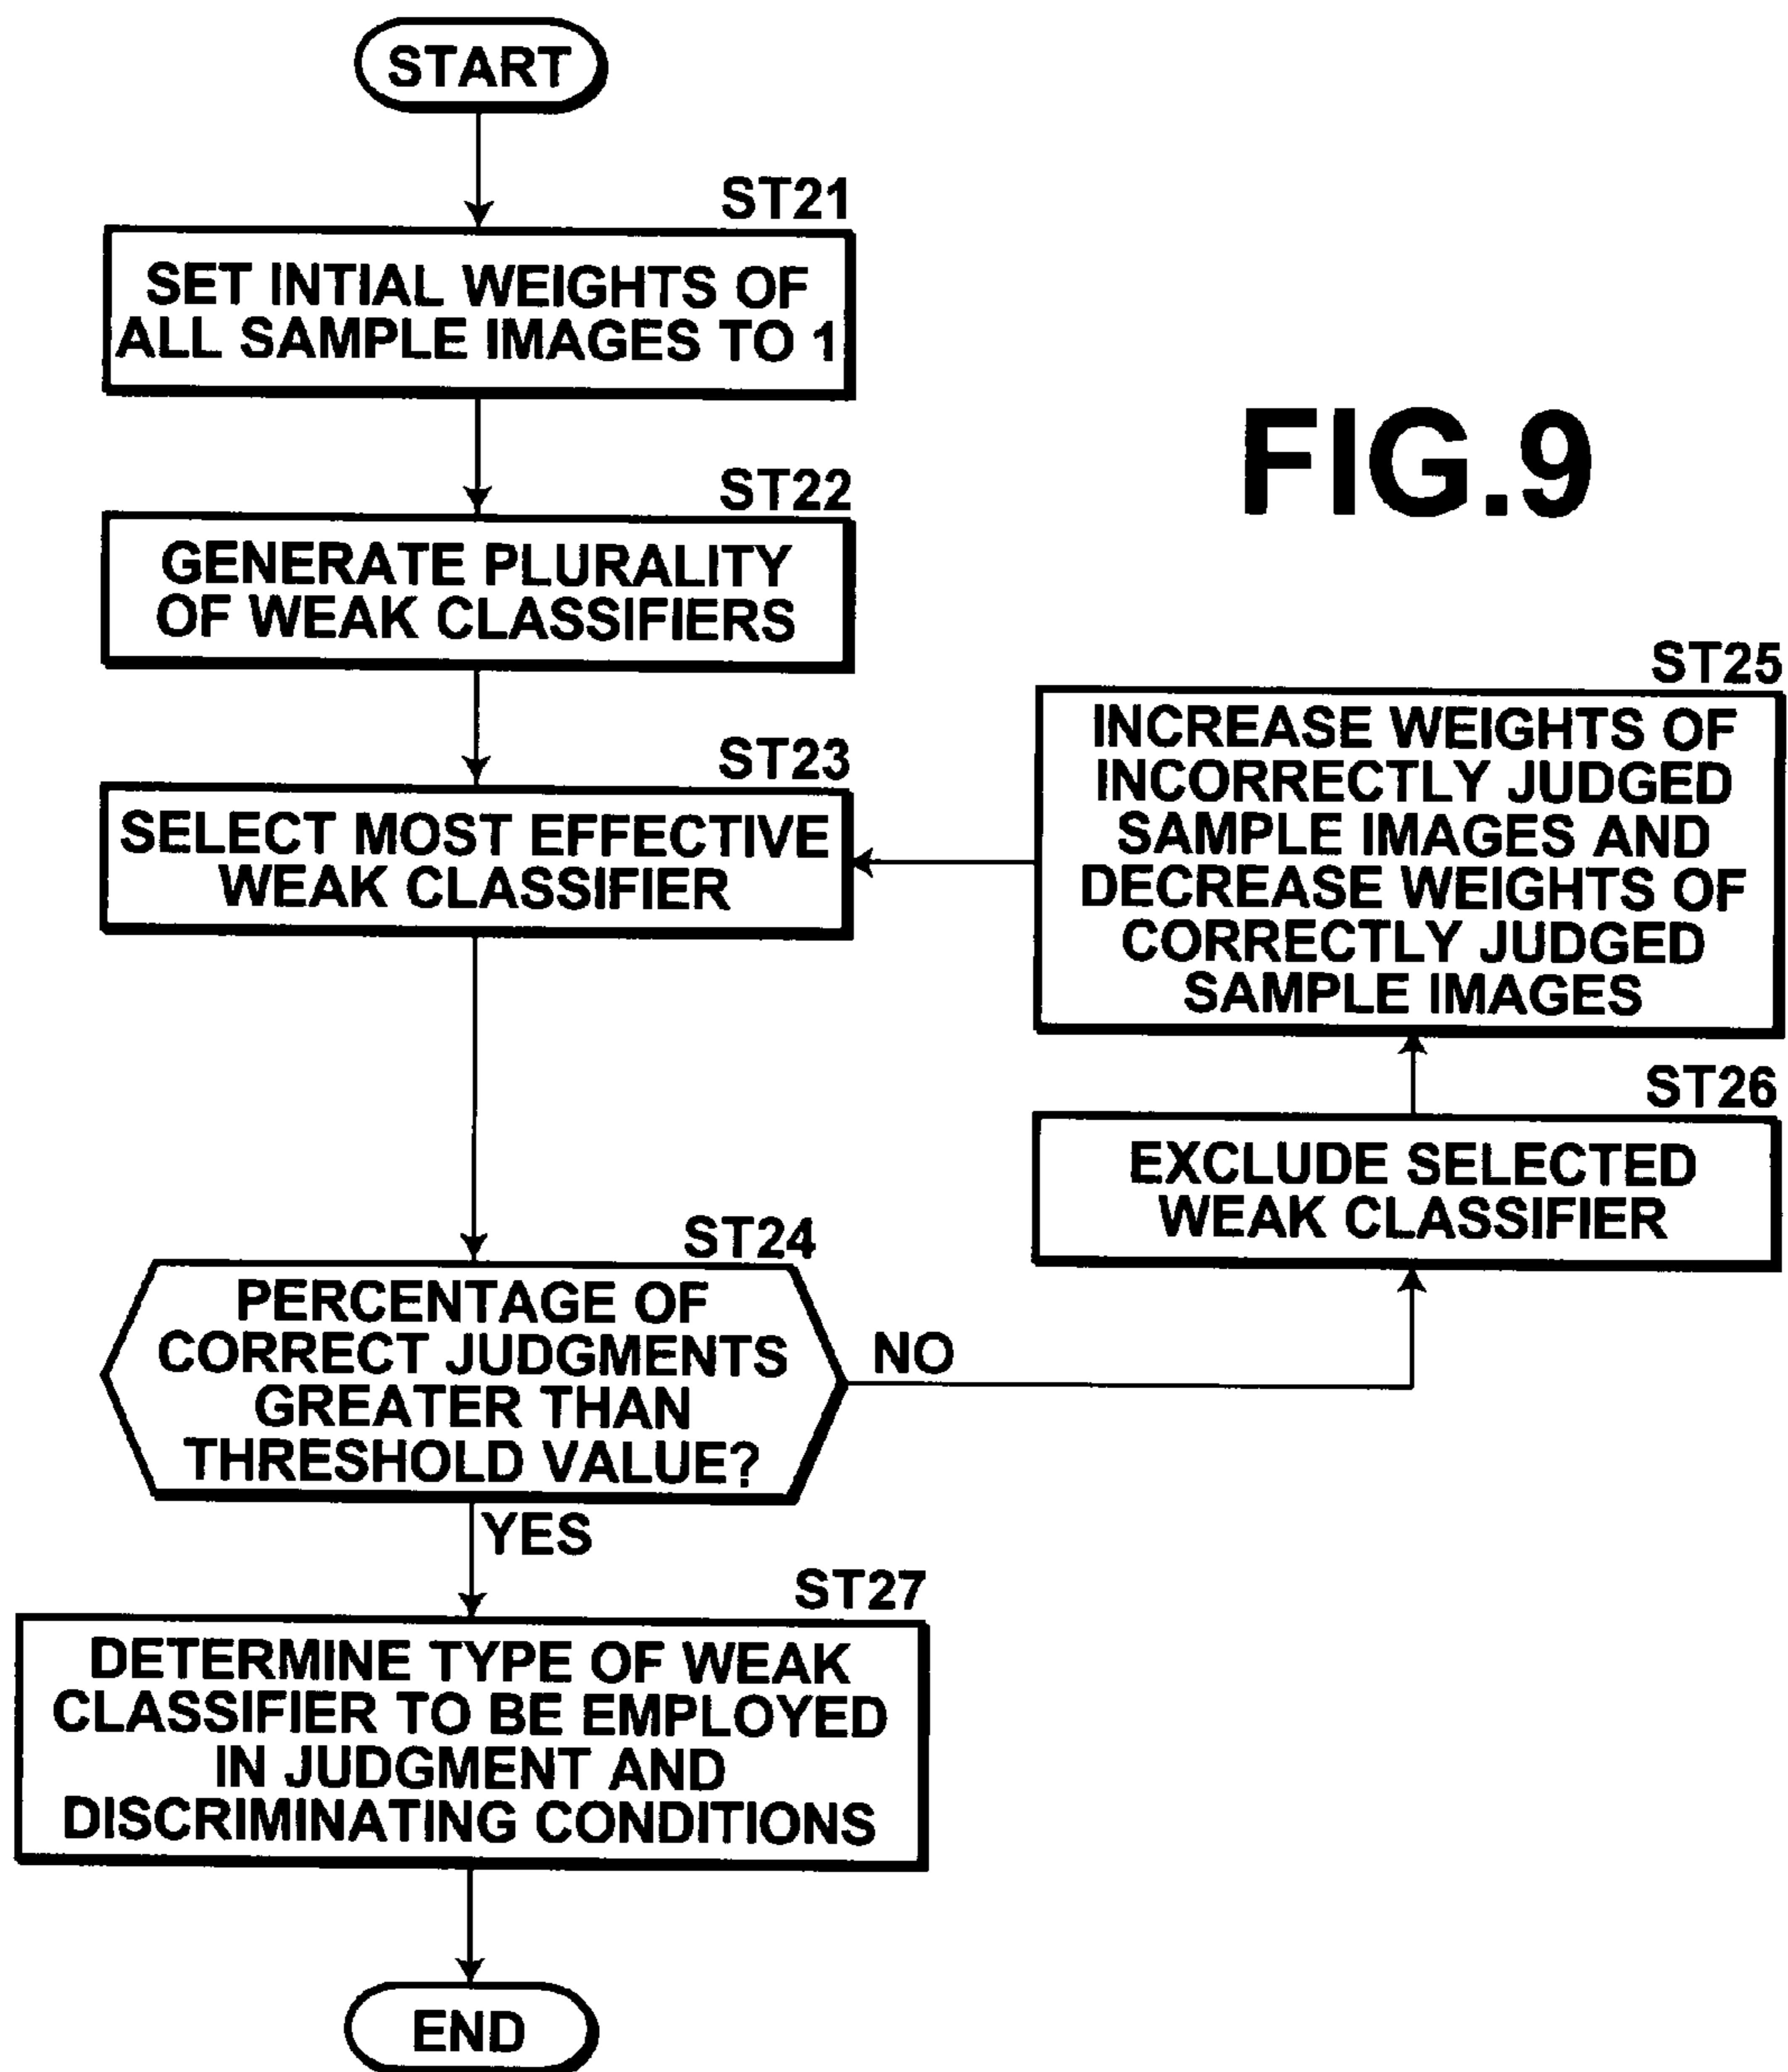 START
ST21
SET INTIAL WEIGHTS OF
ALL SAMPLE IMAGES TO 1
FIG.9
ST22
GENERATE PLURALITY
OF WEAK CLASSIFIERS
ST23
SELECT MOST EFFECTIVE
WEAK CLASSIFIER
ST25
INCREASE WEIGHTS OF
INCORRECTLY JUDGED
SAMPLE IMAGES AND
DECREASE WEIGHTS OF
CORRECTLY JUDGED
SAMPLE IMAGES
ST26
EXCLUDE SELECTED
WEAK CLASSIFIER
ST24
PERCENTAGE OF
CORRECT JUDGMENTS
GREATER THAN
THRESHOLD VALUE?
NO
YES
ST27
DETERMINE TYPE OF WEAK
CLASSIFIER TO BE EMPLOYED
IN JUDGMENT AND
DISCRIMINATING CONDITIONS
END